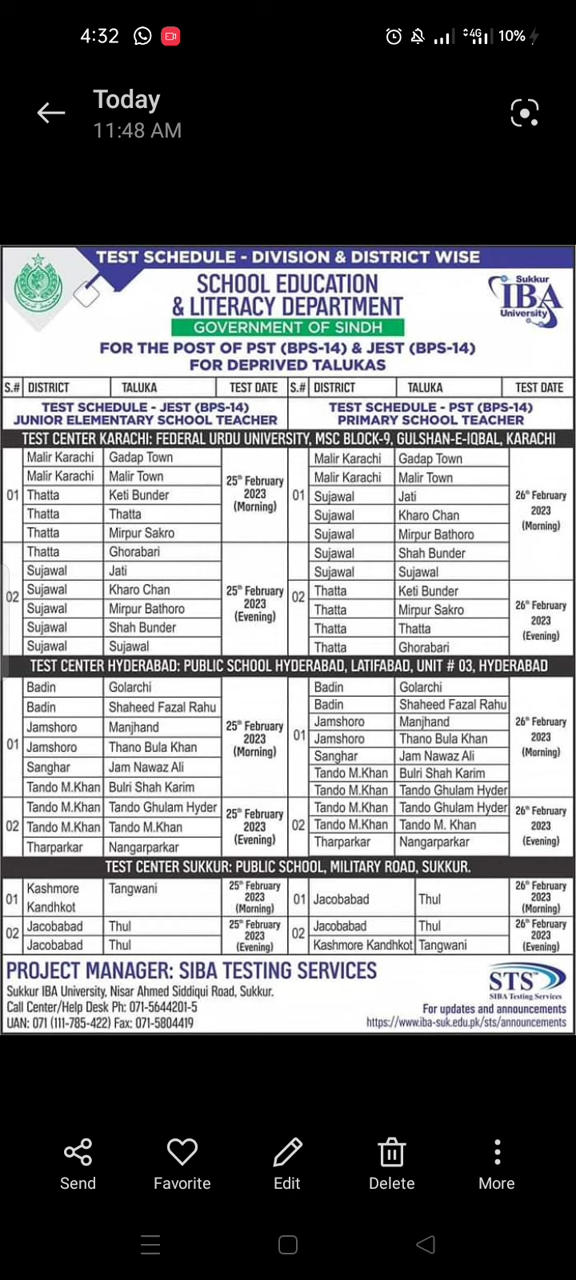 4:32
4G 10%
Today
11:48 AM
TEST SCHEDULE - DIVISION & DISTRICT WISE
SCHOOL EDUCATION
& LITERACY DEPARTMENT
GOVERNMENT OF SINDH
Sukkur
IBA
University
FOR THE POST OF PST (BPS-14) & JEST (BPS-14)
FOR DEPRIVED TALUKAS
S.# DISTRICT TALUKA TEST DATE S.# DISTRICT TALUKA TEST DATE
TEST SCHEDULE - JEST (BPS-14)
JUNIOR ELEMENTARY SCHOOL TEACHER
TEST SCHEDULE - PST (BPS-14)
PRIMARY SCHOOL TEACHER
TEST CENTER KARACHI: FEDERAL URDU UNIVERSITY, MSC BLOCK-9, GULSHAN-E-IQBAL, KARACHI
01
Malir Karachi Gadap Town
Malir Karachi Malir Town
Thatta Keti Bunder
Thatta Thatta
Thatta Mirpur Sakro
25th February
2023
(Morning)
02
Thatta Ghorabari
Sujawal Jati
Sujawal Kharo Chan
Sujawal Mirpur Bathoro
Sujawal Shah Bunder
Sujawal Sujawal
25th February
2023
(Evening)
01
Malir Karachi Gadap Town
Malir Karachi Malir Town
Sujawal Jati
Sujawal Kharo Chan
Sujawal Mirpur Bathoro
Sujawal Shah Bunder
Sujawal Sujawal
26th February
2023
(Morning)
02
Thatta Keti Bunder
Thatta Mirpur Sakro
Thatta Thatta
Thatta Ghorabari
26th February
2023
(Evening)
TEST CENTER HYDERABAD: PUBLIC SCHOOL HYDERABAD, LATIFABAD, UNIT # 03, HYDERABAD
01
Badin Golarchi
Badin Shaheed Fazal Rahu
Jamshoro Manjhand
Jamshoro Thano Bula Khan
Sanghar Jam Nawaz Ali
Tando M.Khan Bulri Shah Karim
25th February
2023
(Morning)
02
Tando M.Khan Tando Ghulam Hyder
Tando M.Khan Tando M.Khan
Tharparkar Nangarparkar
25th February
2023
(Evening)
01
Badin Golarchi
Badin Shaheed Fazal Rahu
Jamshoro Manjhand
Jamshoro Thano Bula Khan
Sanghar Jam Nawaz Ali
Tando M.Khan Bulri Shah Karim
Tando M.Khan Tando Ghulam Hyder
26th February
2023
(Morning)
02
Tando M.Khan Tando Ghulam Hyder
Tando M.Khan Tando M. Khan
Tharparkar Nangarparkar
26th February
2023
(Evening)
TEST CENTER SUKKUR: PUBLIC SCHOOL, MILITARY ROAD, SUKKUR.
01
Kashmore Tangwani
Kandhkot
25th February
2023
(Morning)
02
Jacobabad Thul
Jacobabad Thul
25th February
2023
(Evening)
01
Jacobabad Thul
26th February
2023
(Morning)
02
Jacobabad Thul
Kashmore Kandhkot Tangwani
26th February
2023
(Evening)
PROJECT MANAGER: SIBA TESTING SERVICES
Sukkur IBA University, Nisar Ahmed Siddiqui Road, Sukkur.
Call Center/Help Desk Ph: 071-5644201-5
UAN: 071 (111-785-422) Fax: 071-5804419
STS
SIBA Testing Services
For updates and announcements
https://www.iba-suk.edu.pk/sts/announcements
Send Favorite Edit Delete More